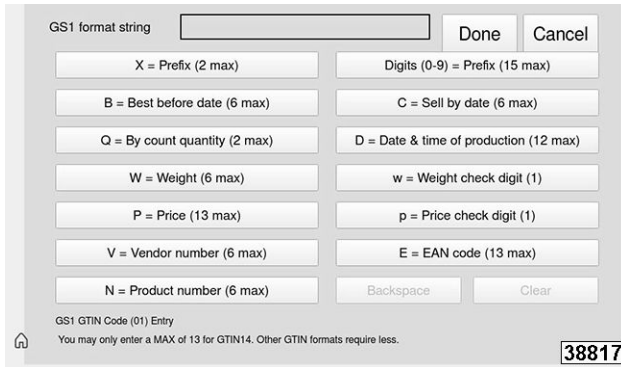 GS1 format string
Done
Cancel
X = Prefix (2 max)
Digits (0-9) = Prefix (15 max)
B = Best before date (6 max)
C = Sell by date (6 max)
Q = By count quantity (2 max)
D = Date & time of production (12 max)
W = Weight (6 max)
w = Weight check digit (1)
P = Price (13 max)
p = Price check digit (1)
V = Vendor number (6 max)
E = EAN code (13 max)
N = Product number (6 max)
Backspace
Clear
GS1 GTIN Code (01) Entry
You may only enter a MAX of 13 for GTIN14. Other GTIN formats require less.
38817